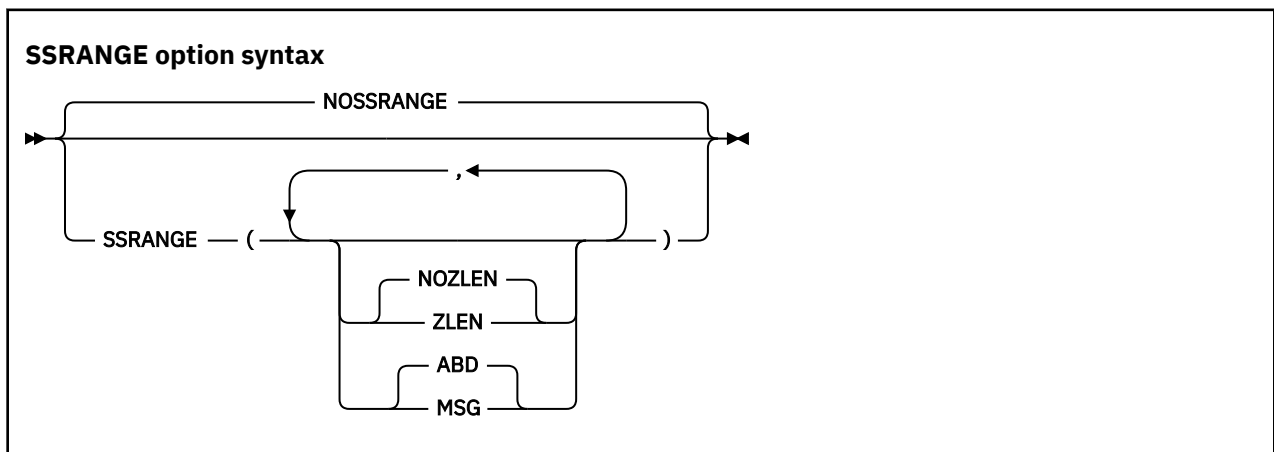 SSRANGE option syntax
NOSSRANGE
,
SSRANGE ( )
NOZLEN
ZLEN
ABD
MSG